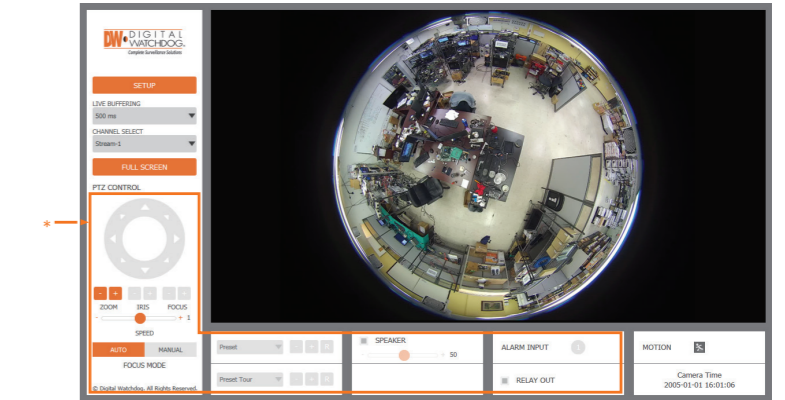 DW DIGITAL
WATCHDOG®
Complete Surveillance Solutions
SETUP
LIVE BUFFERING
500 ms
CHANNEL SELECT
Stream-1
FULL SCREEN
PTZ CONTROL
*
- + - + - +
ZOOM IRIS FOCUS
- + 1
SPEED
AUTO MANUAL
FOCUS MODE
© Digital Watchdog. All Rights Reserved.
Preset - + R
Preset Tour - + R
SPEAKER
- + 50
ALARM INPUT 1
RELAY OUT
MOTION
Camera Time
2005-01-01 16:01:06